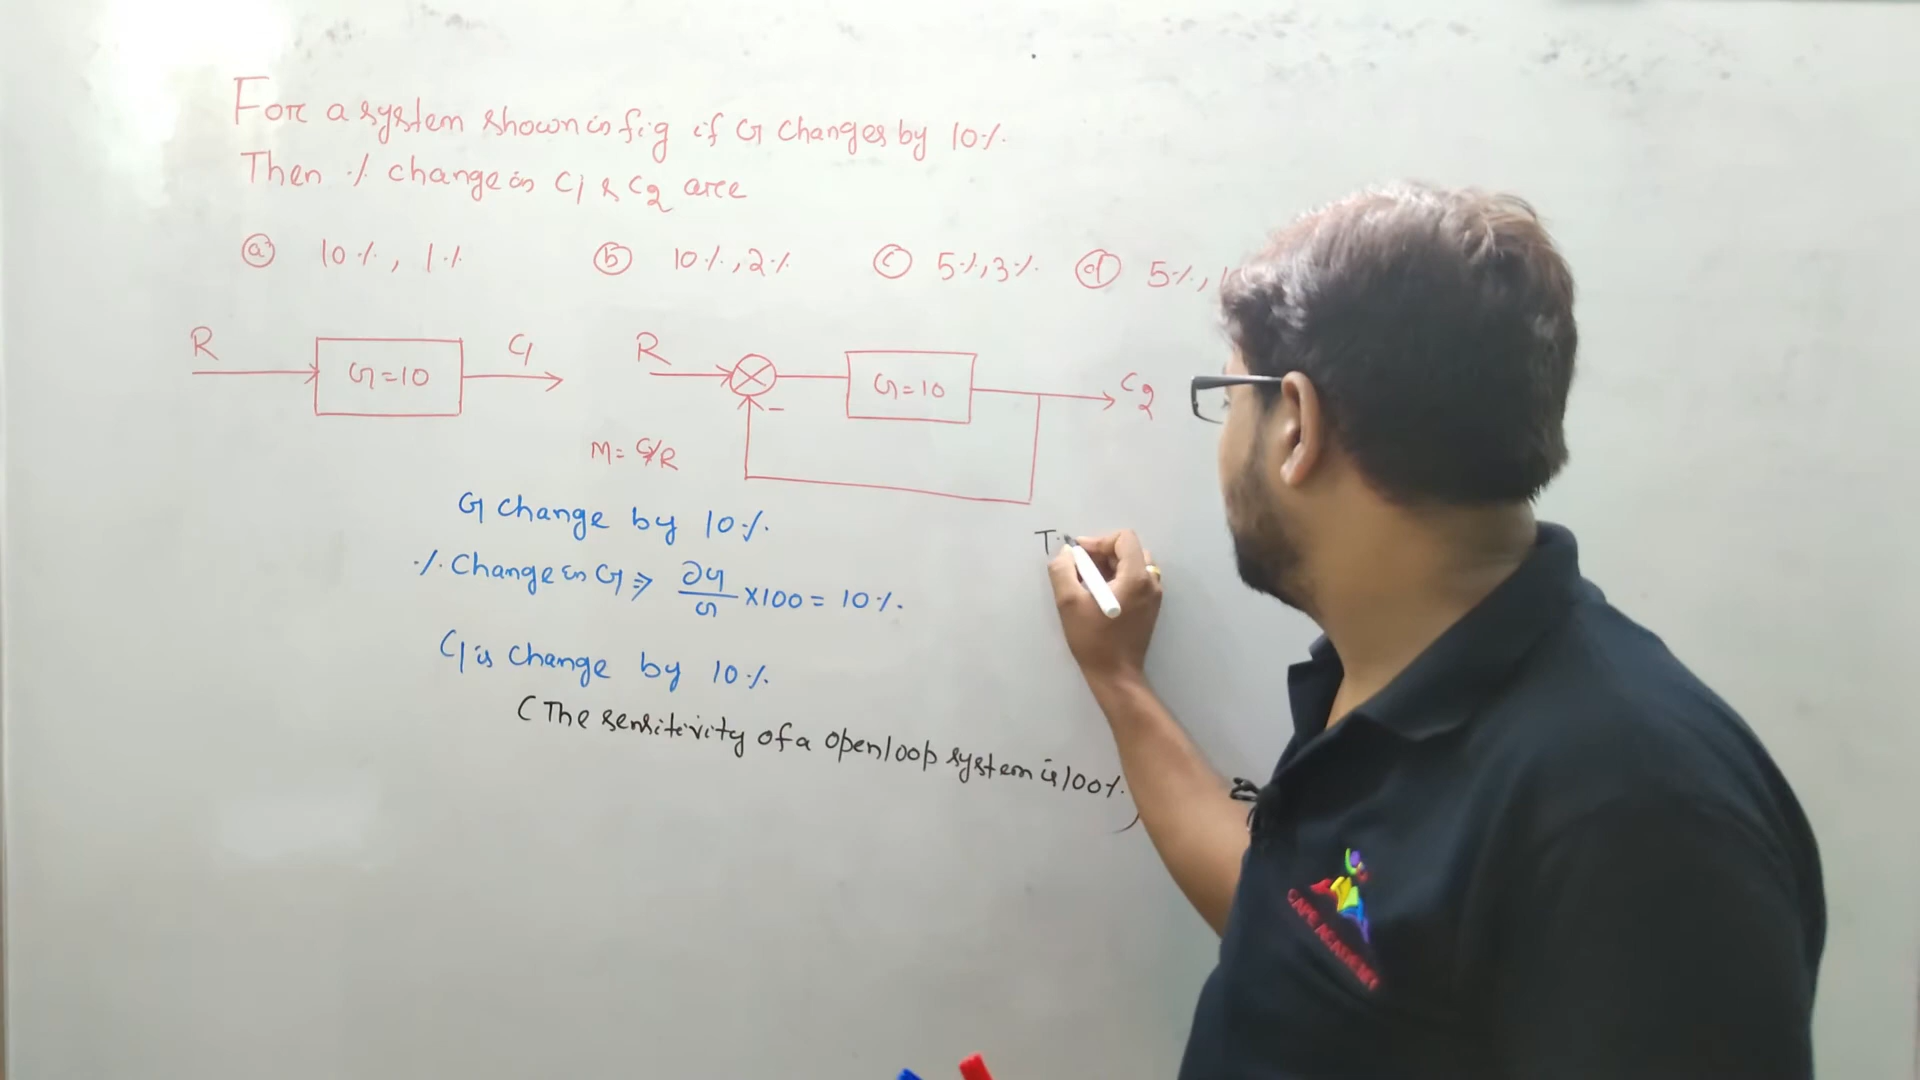 For a system shown in fig if G changes by 10%.
Then % change in C1 & C2 are
(a) 10%, 1% (b) 10%, 2% (c) 5%, 3% (d) 5%,
R G=10 C1 R G=10 C2
-
M= C/R
G change by 10%.
% Change in G ⇒ ∂G/G ×100 = 10%.
C1 is change by 10%.
(The sensitivity of a openloop system is 100%.)
T
CAPE ACADEMY